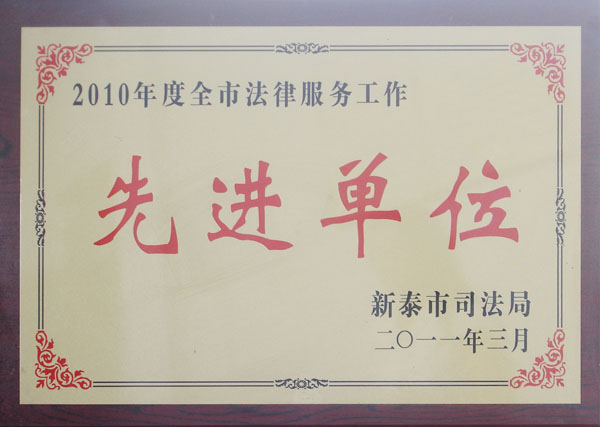 2010年度全市法律服务工作
先进单位
新泰市司法局
二〇一一年三月